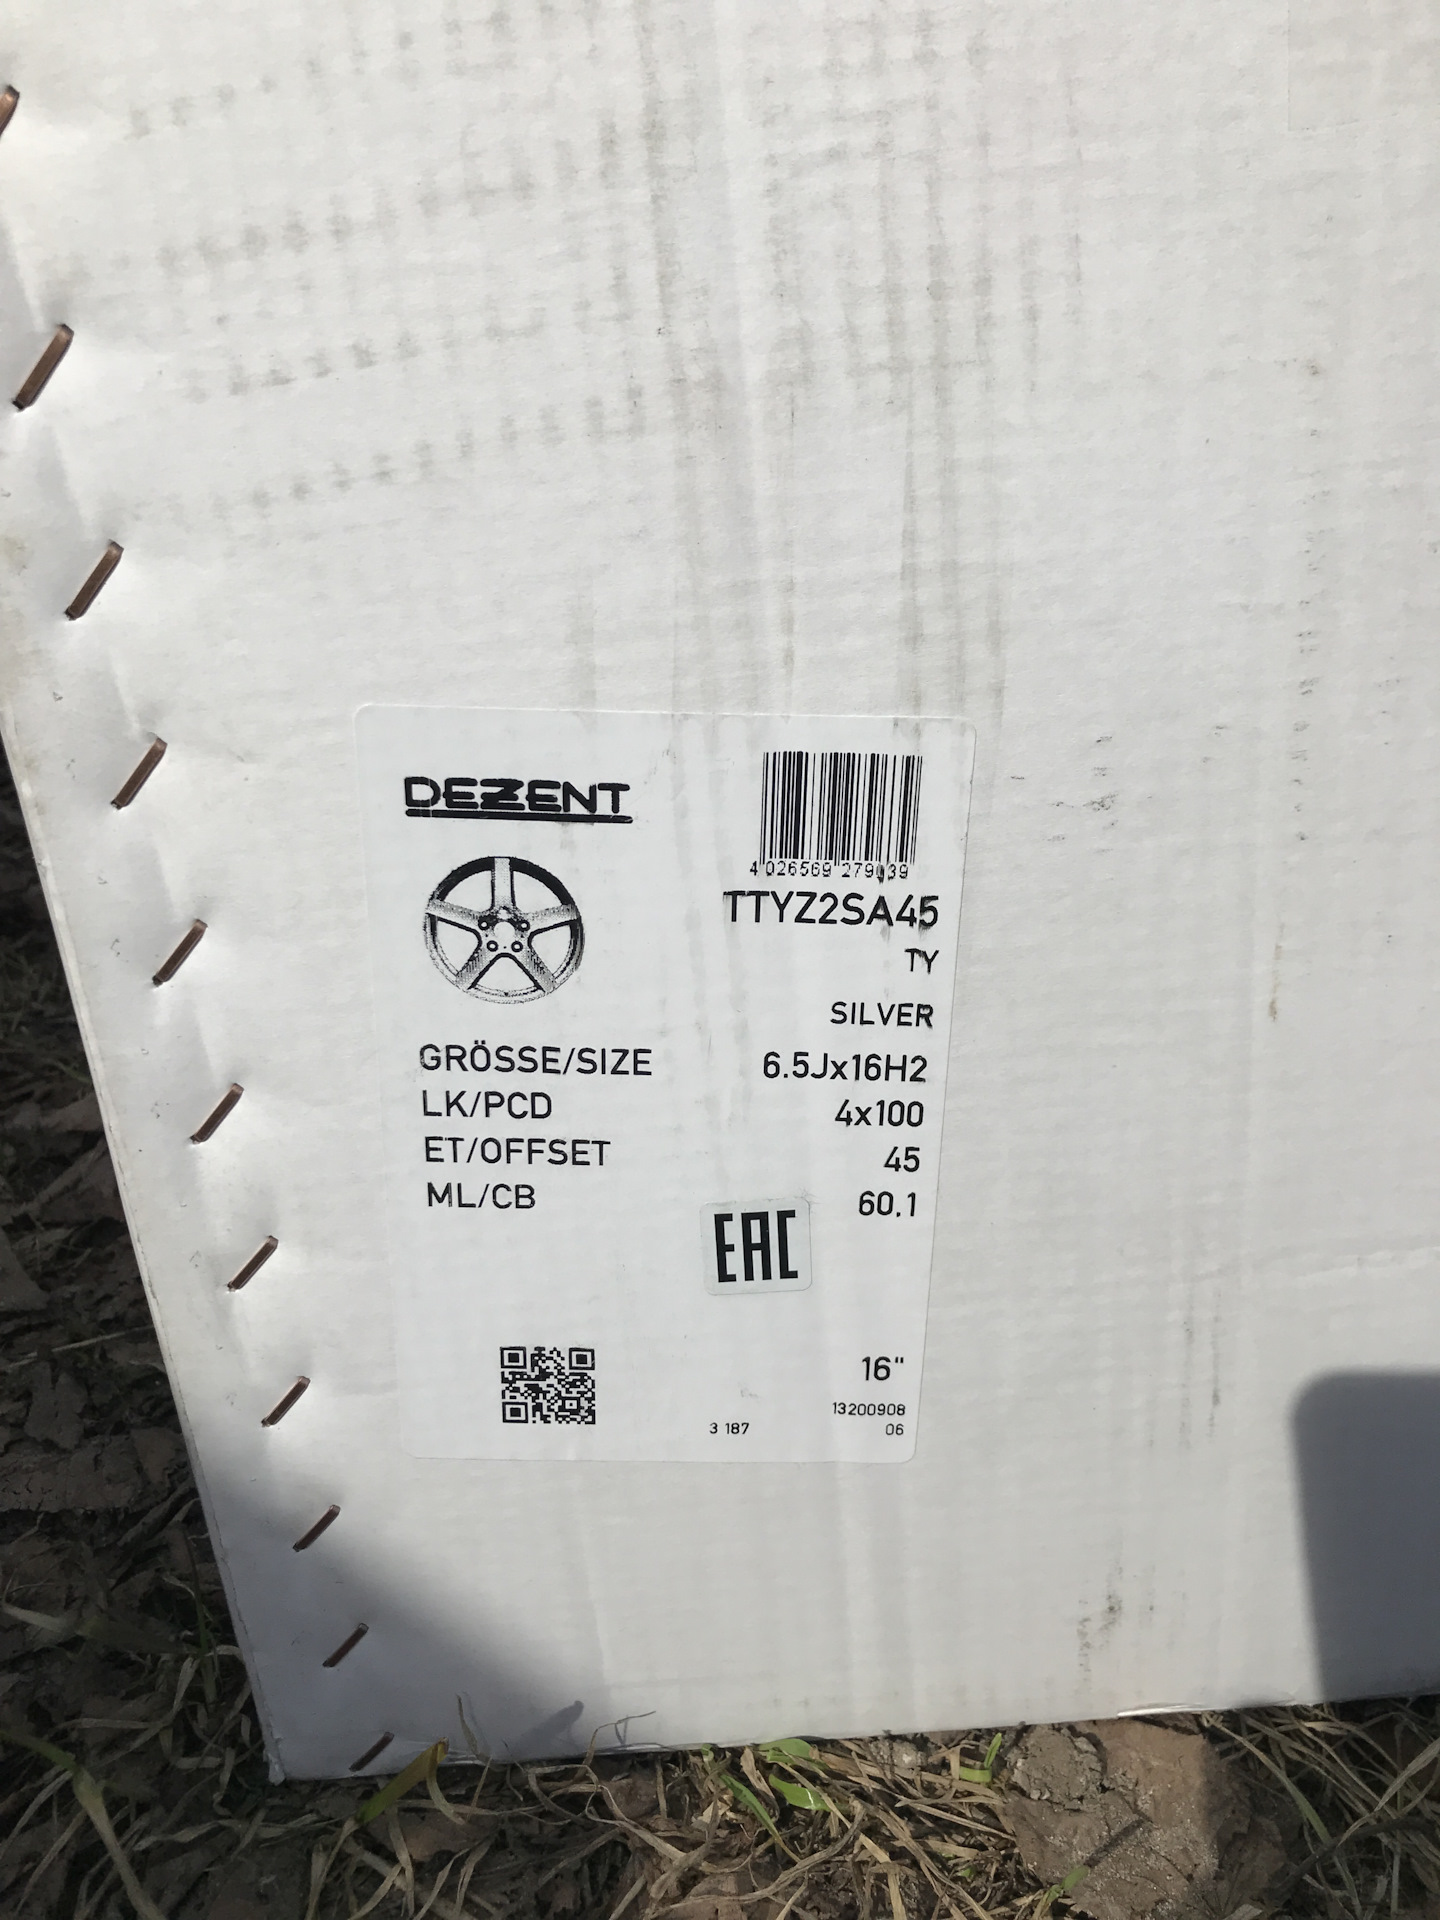 DEZENT
4 026569 279039
TTYZ2SA45
TY
SILVER
GRÖSSE/SIZE 6.5Jx16H2
LK/PCD 4x100
ET/OFFSET 45
ML/CB 60.1
EAC
16"
13200908
3 187 06